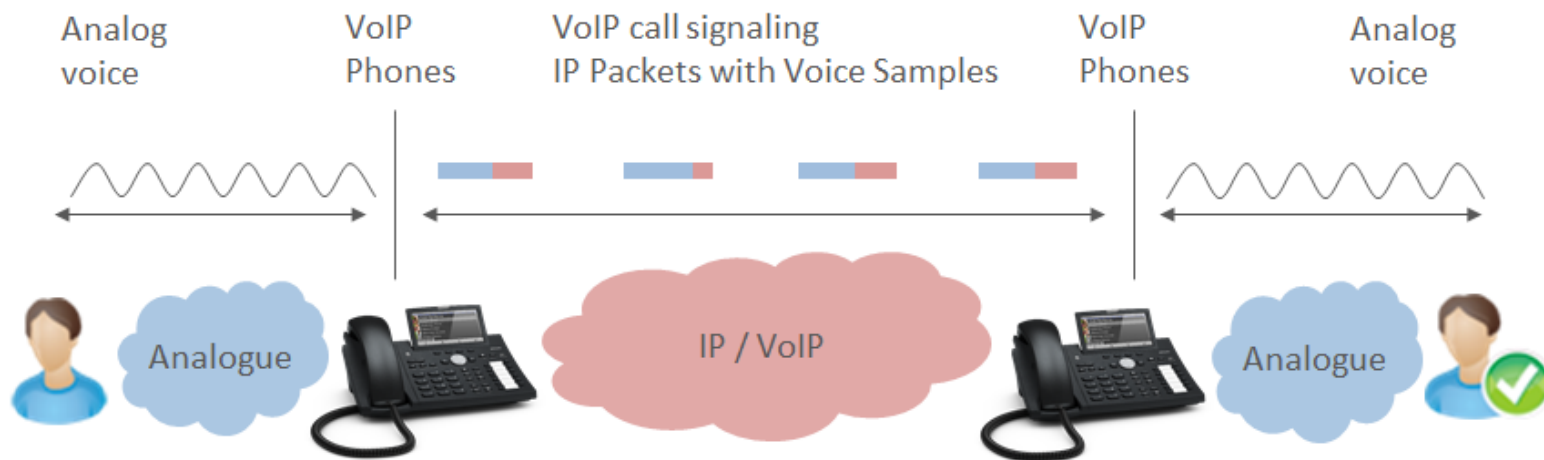 Analog
voice
VoIP
Phones
VoIP call signaling
IP Packets with Voice Samples
VoIP
Phones
Analog
voice
Analogue
IP / VoIP
Analogue